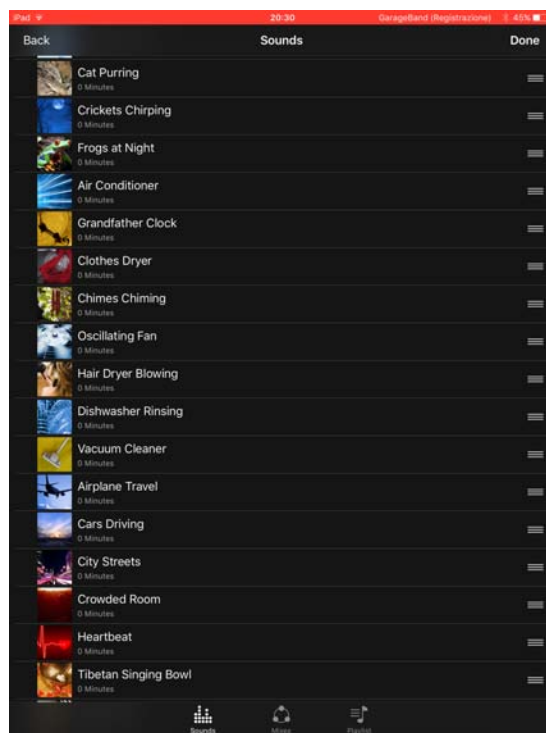 iPad 20:30 GarageBand (Registrazione) 45%
Back Sounds Done
Cat Purring
0 Minutes
Crickets Chirping
0 Minutes
Frogs at Night
0 Minutes
Air Conditioner
0 Minutes
Grandfather Clock
0 Minutes
Clothes Dryer
0 Minutes
Chimes Chiming
0 Minutes
Oscillating Fan
0 Minutes
Hair Dryer Blowing
0 Minutes
Dishwasher Rinsing
0 Minutes
Vacuum Cleaner
0 Minutes
Airplane Travel
0 Minutes
Cars Driving
0 Minutes
City Streets
0 Minutes
Crowded Room
0 Minutes
Heartbeat
0 Minutes
Tibetan Singing Bowl
0 Minutes
Sounds Mixes Playlist